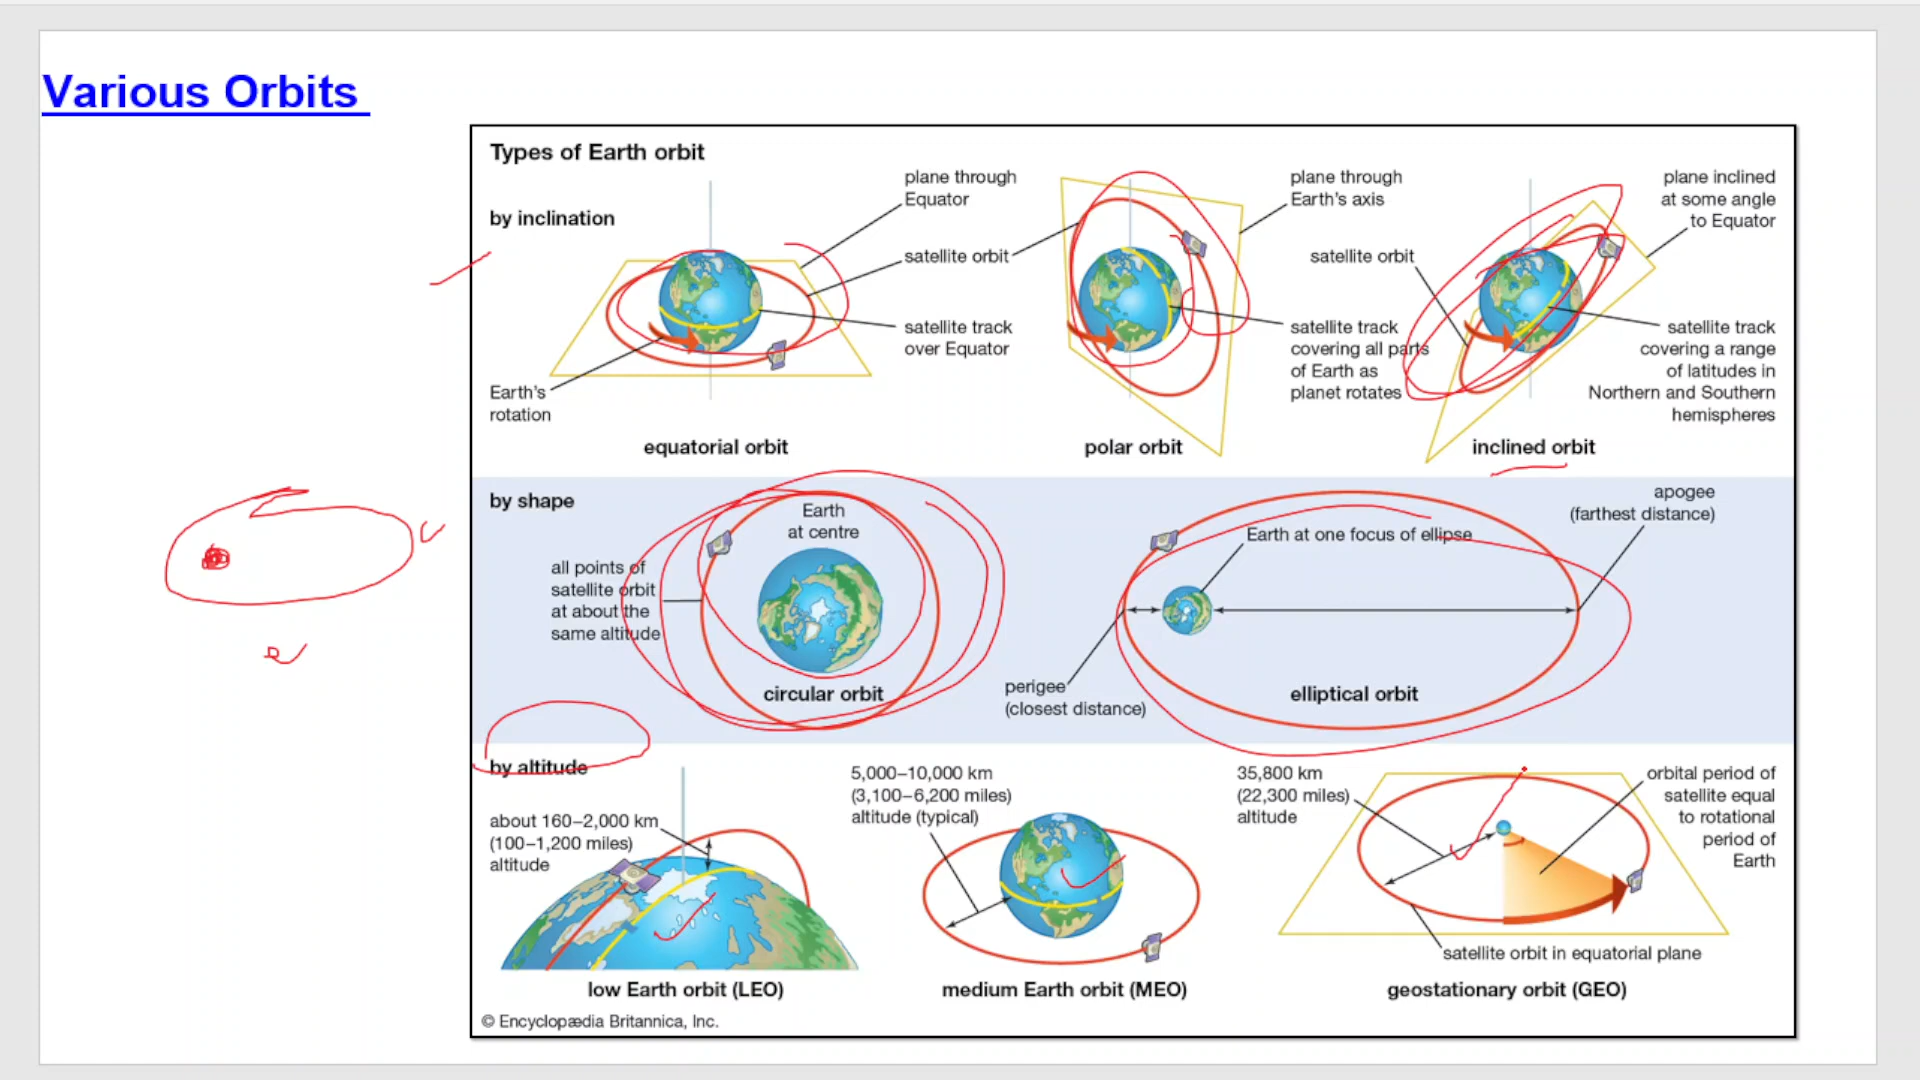 Various Orbits
Types of Earth orbit
by inclination
plane through
Equator
satellite orbit
satellite track
over Equator
Earth's
rotation
equatorial orbit
plane through
Earth's axis
satellite track
covering all parts
of Earth as
planet rotates
polar orbit
plane inclined
at some angle
to Equator
satellite orbit
satellite track
covering a range
of latitudes in
Northern and Southern
hemispheres
inclined orbit
by shape
Earth
at centre
all points of
satellite orbit
at about the
same altitude
circular orbit
Earth at one focus of ellipse
apogee
(farthest distance)
perigee
(closest distance)
elliptical orbit
by altitude
about 160–2,000 km
(100–1,200 miles)
altitude
low Earth orbit (LEO)
5,000–10,000 km
(3,100–6,200 miles)
altitude (typical)
medium Earth orbit (MEO)
35,800 km
(22,300 miles)
altitude
orbital period of
satellite equal
to rotational
period of
Earth
satellite orbit in equatorial plane
geostationary orbit (GEO)
© Encyclopædia Britannica, Inc.